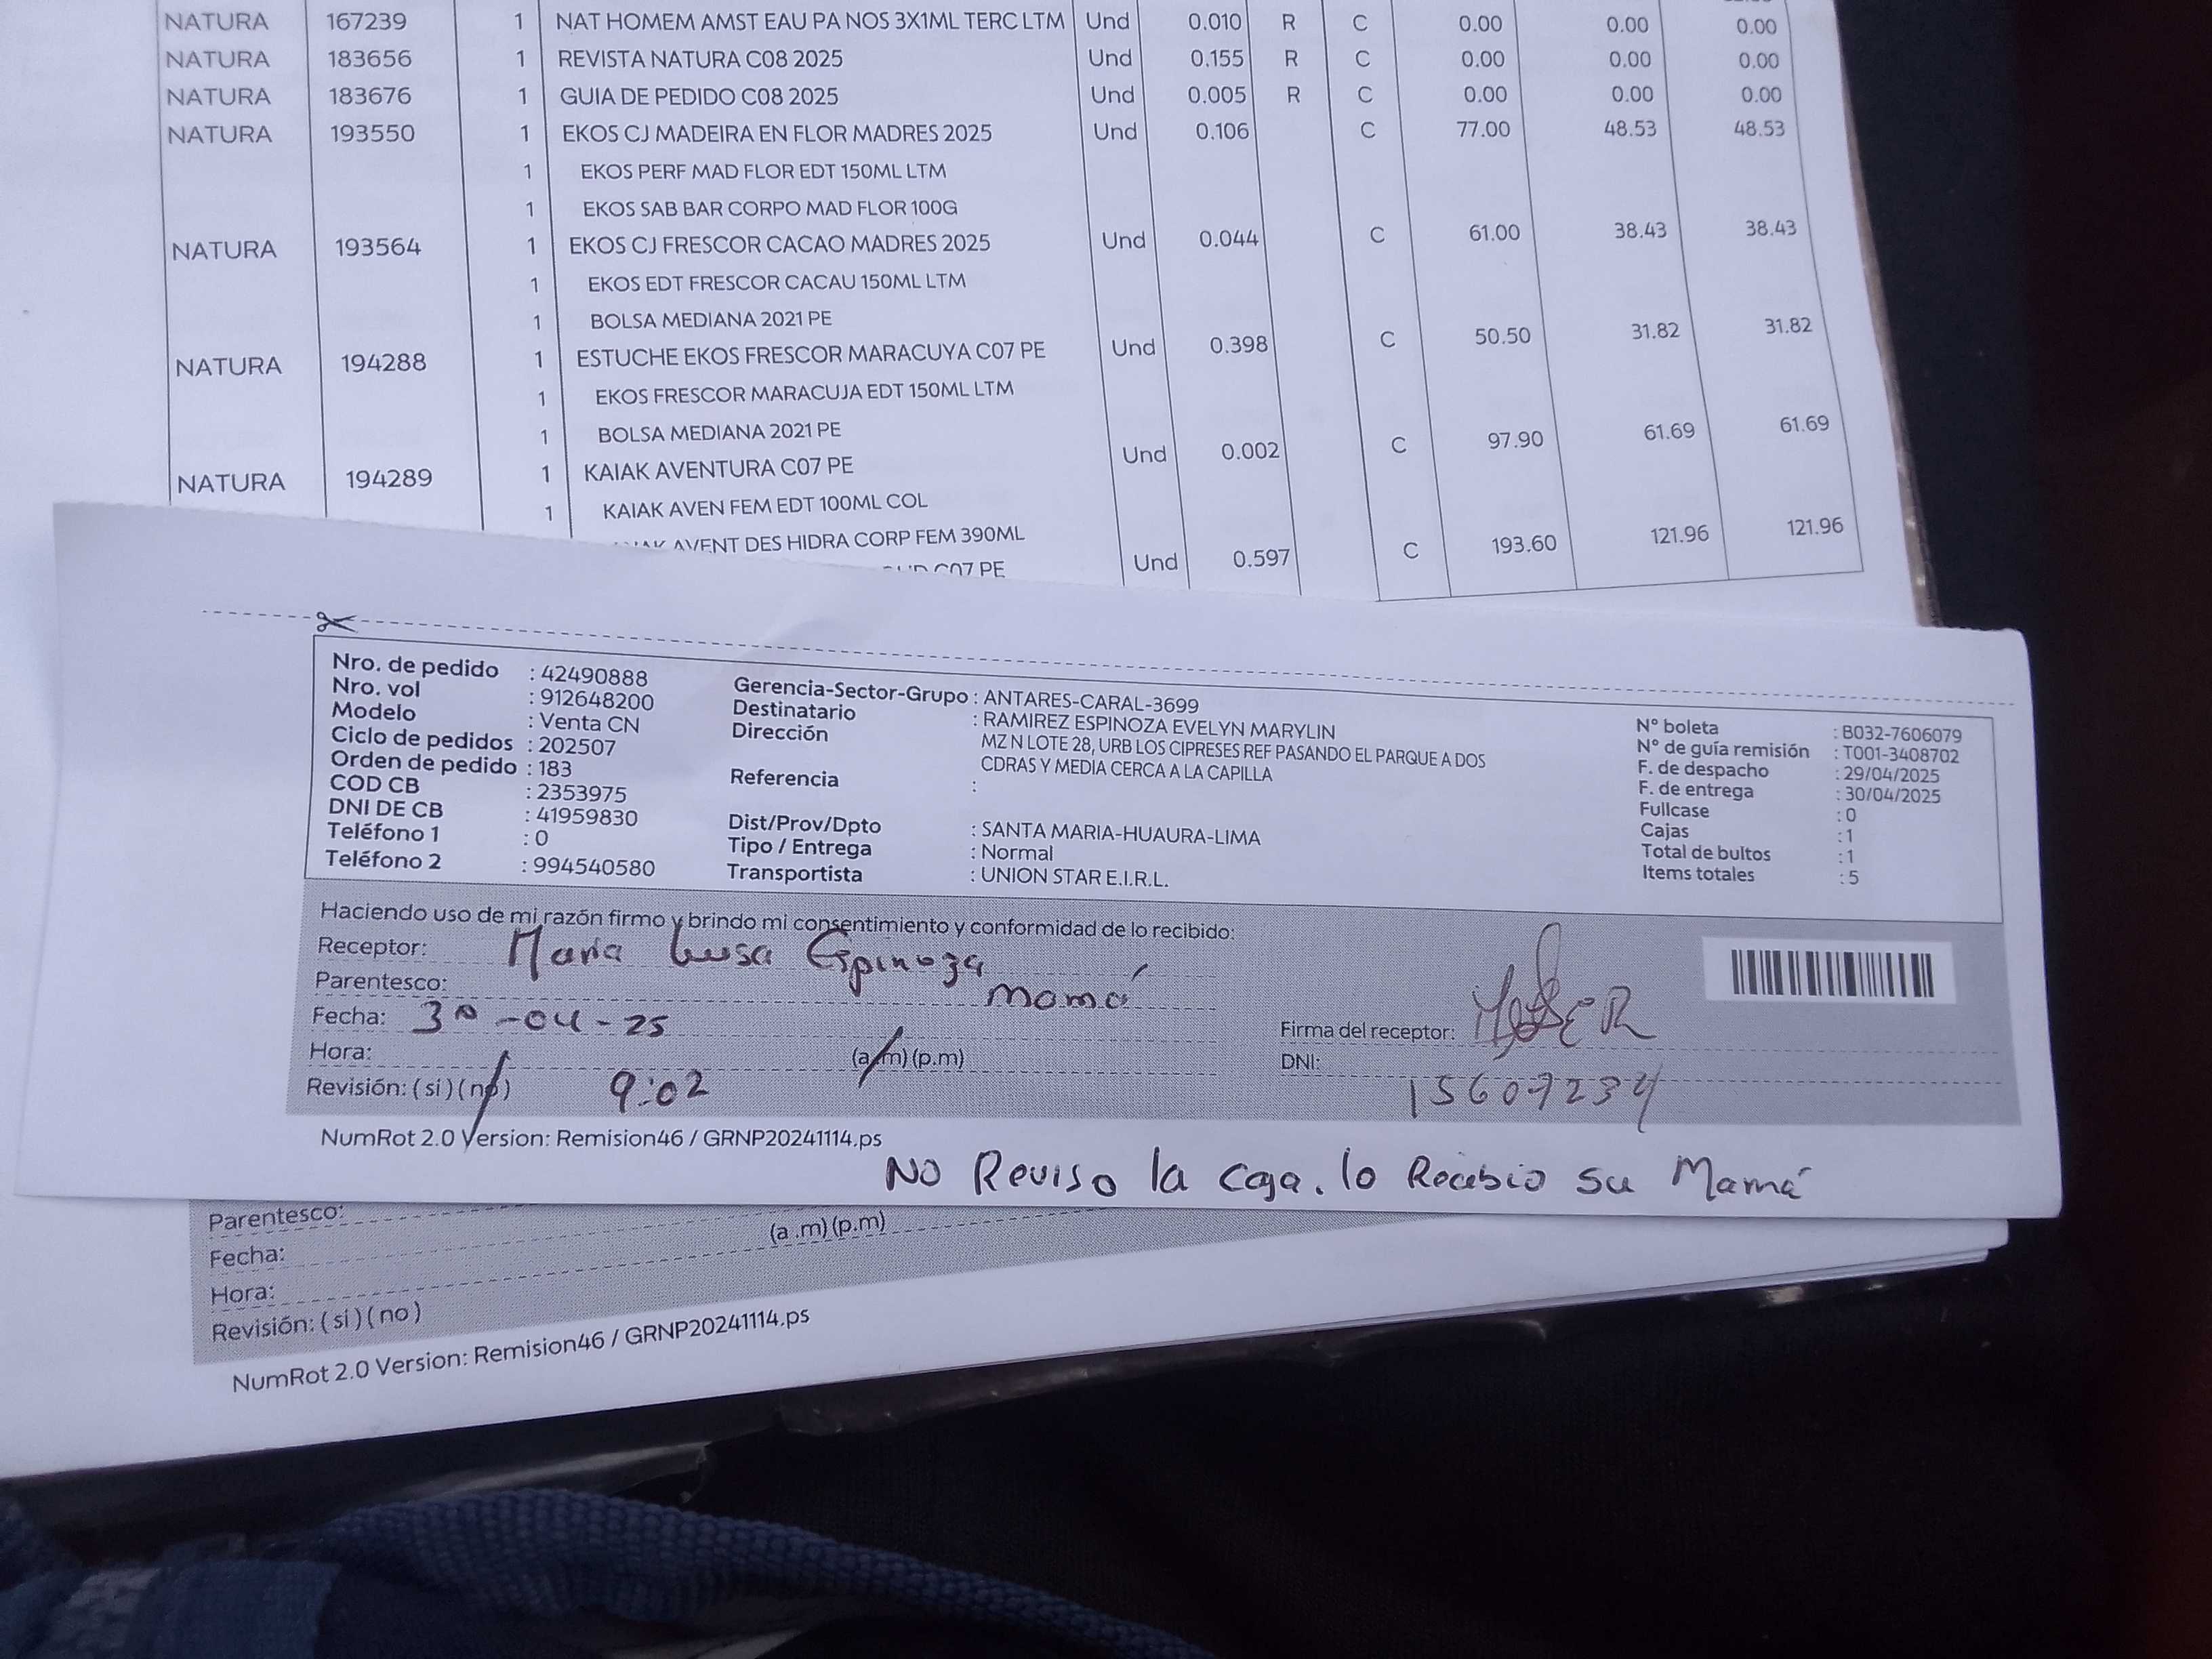 NATURA 167239 1 NAT HOMEM AMST EAU PA NOS 3X1ML TERC LTM Und 0.010 R C 0.00 0.00 0.00
NATURA 183656 1 REVISTA NATURA C08 2025 Und 0.155 R C 0.00 0.00 0.00
NATURA 183676 1 GUIA DE PEDIDO C08 2025 Und 0.005 R C 0.00 0.00 0.00
NATURA 193550 1 EKOS CJ MADEIRA EN FLOR MADRES 2025 Und 0.106 C 77.00 48.53 48.53
1 EKOS PERF MAD FLOR EDT 150ML LTM
1 EKOS SAB BAR CORPO MAD FLOR 100G
NATURA 193564 1 EKOS CJ FRESCOR CACAO MADRES 2025 Und 0.044 C 61.00 38.43 38.43
1 EKOS EDT FRESCOR CACAU 150ML LTM
1 BOLSA MEDIANA 2021 PE
NATURA 194288 1 ESTUCHE EKOS FRESCOR MARACUYA C07 PE Und 0.398 C 50.50 31.82 31.82
1 EKOS FRESCOR MARACUJA EDT 150ML LTM
1 BOLSA MEDIANA 2021 PE
NATURA 194289 1 KAIAK AVENTURA C07 PE Und 0.002 C 97.90 61.69 61.69
1 KAIAK AVEN FEM EDT 100ML COL
AVENT DES HIDRA CORP FEM 390ML
C07 PE Und 0.597 C 193.60 121.96 121.96
Nro. de pedido : 42490888
Nro. vol : 912648200
Modelo : Venta CN
Ciclo de pedidos : 202507
Orden de pedido : 183
COD CB : 2353975
DNI DE CB : 41959830
Teléfono 1 : 0
Teléfono 2 : 994540580
Gerencia-Sector-Grupo : ANTARES-CARAL-3699
Destinatario : RAMIREZ ESPINOZA EVELYN MARYLIN
Dirección MZ N LOTE 28, URB LOS CIPRESES REF PASANDO EL PARQUE A DOS
CDRAS Y MEDIA CERCA A LA CAPILLA
Referencia :
Dist/Prov/Dpto : SANTA MARIA-HUAURA-LIMA
Tipo / Entrega : Normal
Transportista : UNION STAR E.I.R.L.
N° boleta : B032-7606079
N° de guía remisión : T001-3408702
F. de despacho : 29/04/2025
F. de entrega : 30/04/2025
Fullcase : 0
Cajas : 1
Total de bultos : 1
Items totales : 5
Haciendo uso de mi razón firmo y brindo mi consentimiento y conformidad de lo recibido:
Receptor: Maria Luisa Espinoza
Parentesco: mamá
Fecha: 30-04-25
Hora: (a.m) (p.m)
Revisión: (si) (no) 9:02
Firma del receptor:
DNI: 15607234
NumRot 2.0 Version: Remision46 / GRNP20241114.ps
NO Reviso la caja. lo Recibio su Mamá
Parentesco:
Fecha: (a .m) (p.m)
Hora:
Revisión: ( si ) ( no )
NumRot 2.0 Version: Remision46 / GRNP20241114.ps